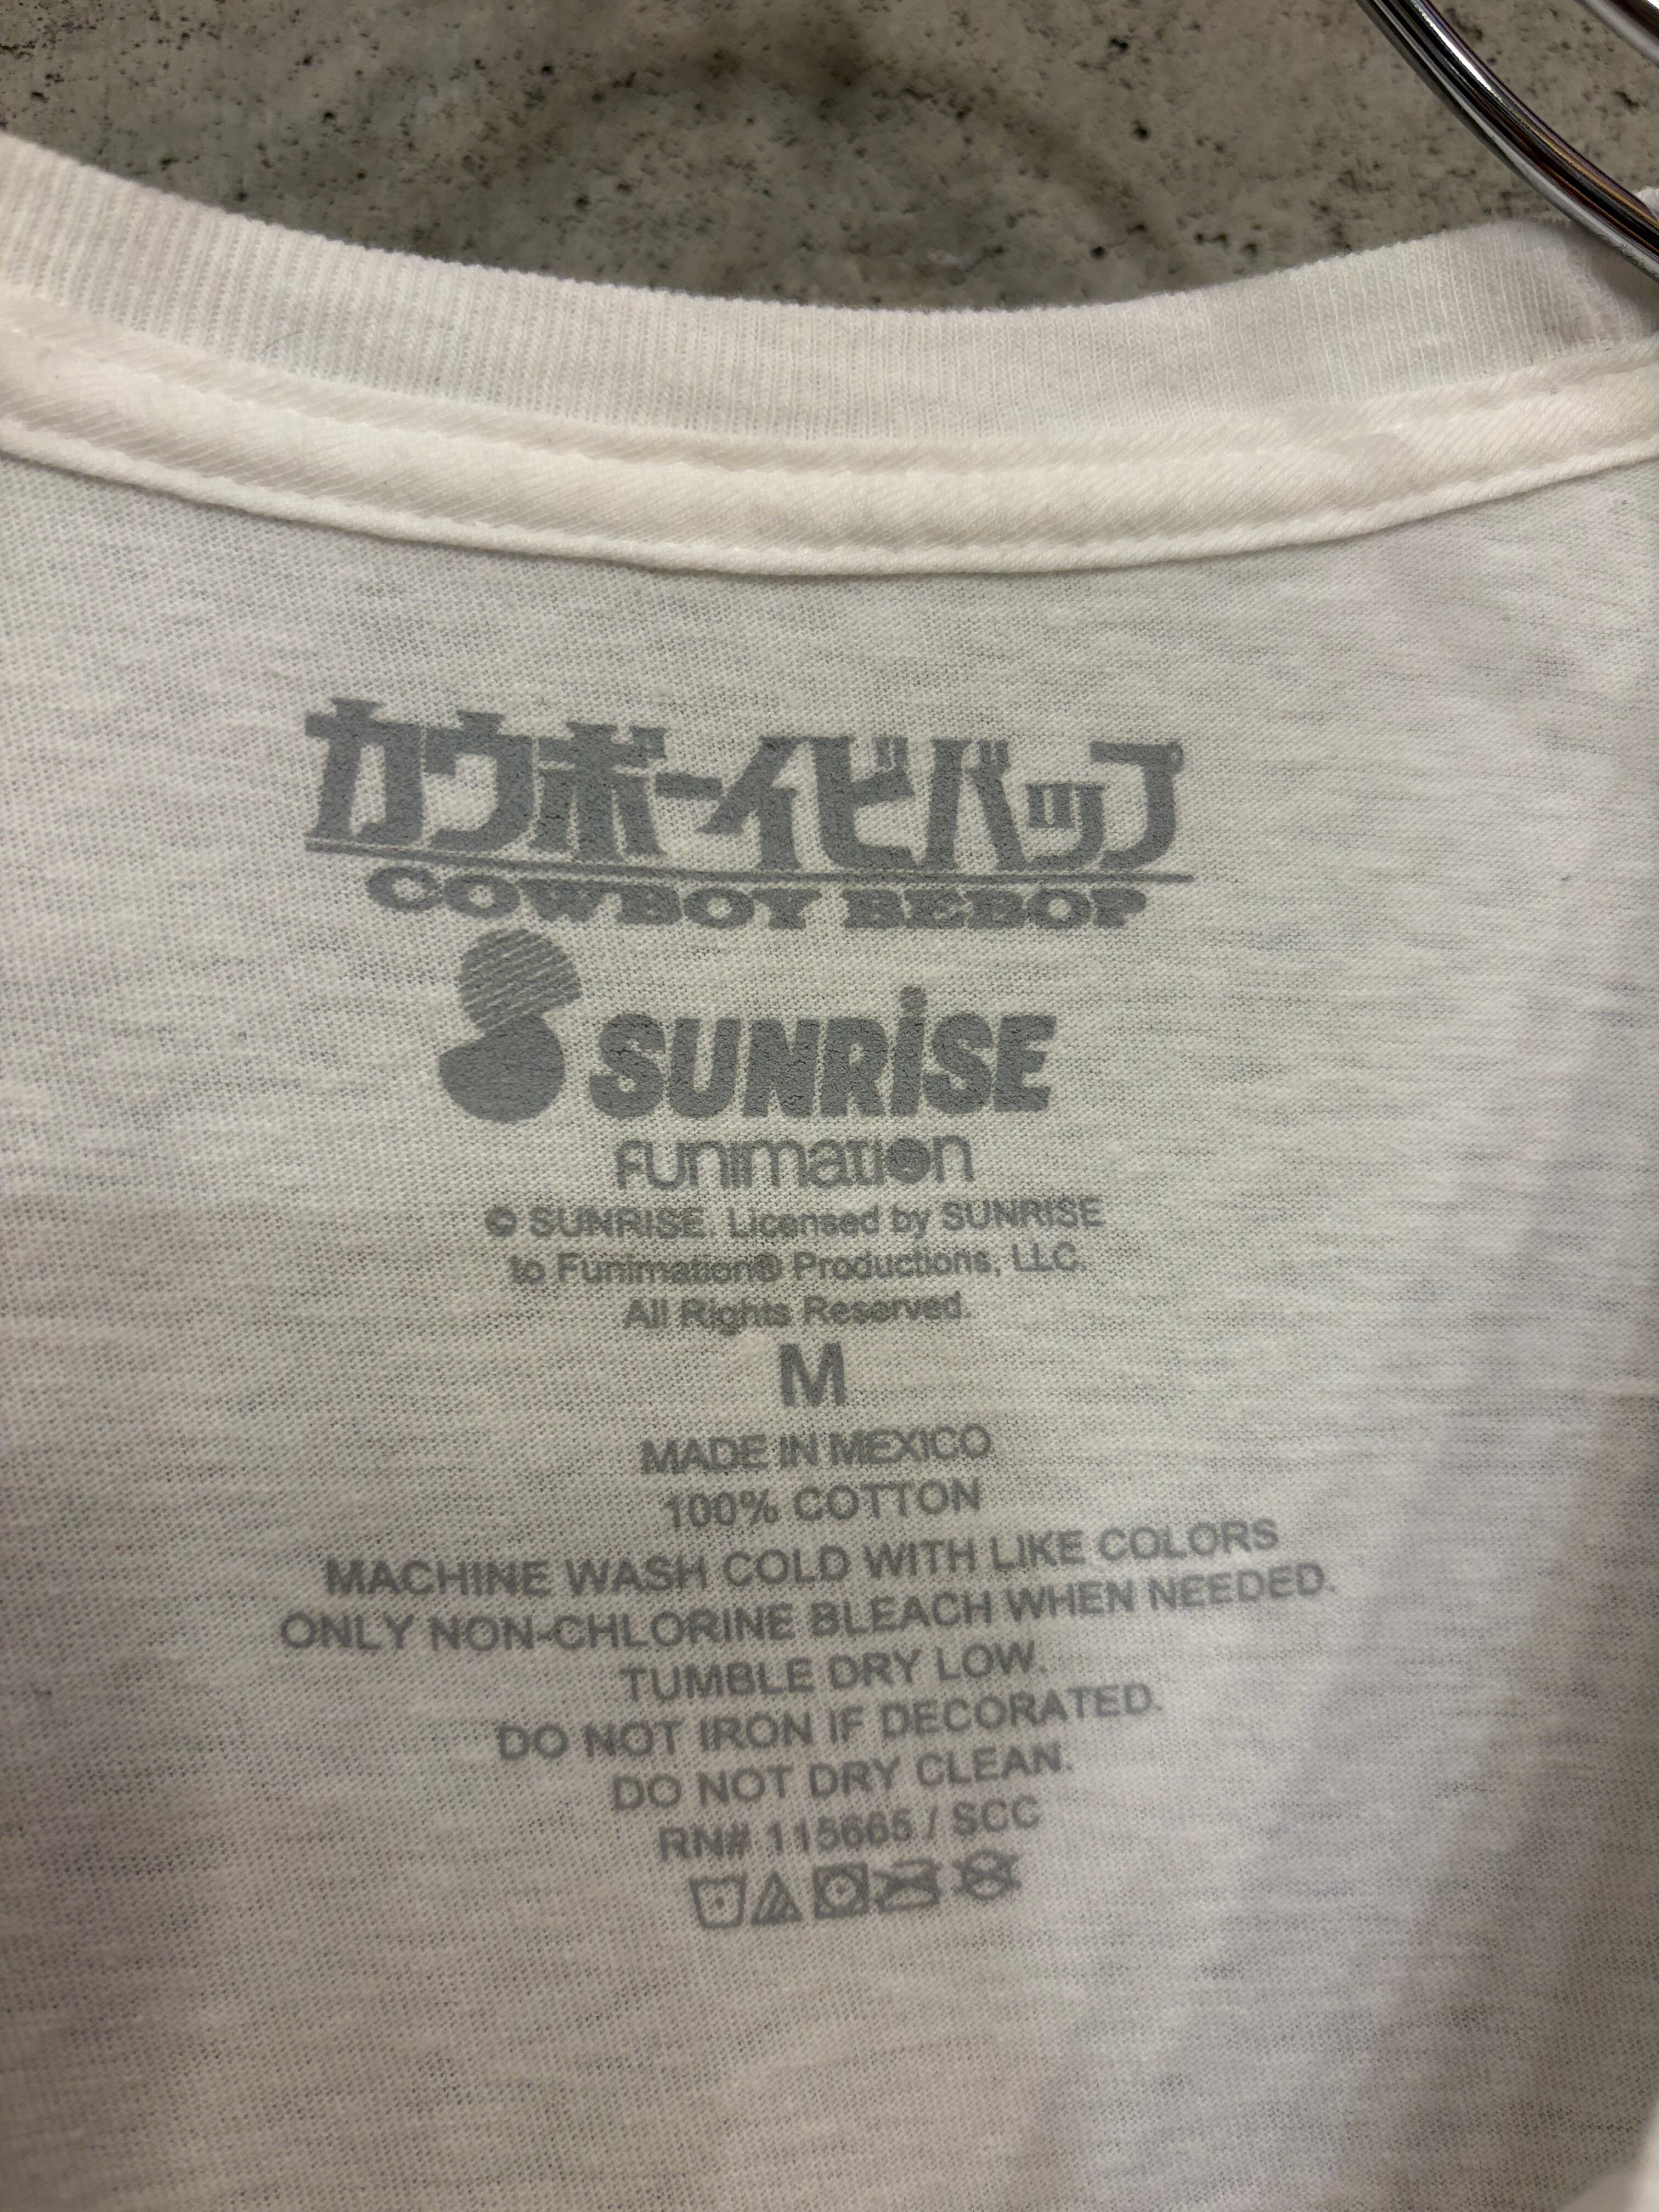 カウボーイビバップ
COWBOY BEBOP
SUNRISE
funimation
© SUNRISE. Licensed by SUNRISE
to Funimation® Productions, LLC.
All Rights Reserved.
M
MADE IN MEXICO
100% COTTON
MACHINE WASH COLD WITH LIKE COLORS
ONLY NON-CHLORINE BLEACH WHEN NEEDED.
TUMBLE DRY LOW.
DO NOT IRON IF DECORATED.
DO NOT DRY CLEAN.
RN# 115665 / SCC